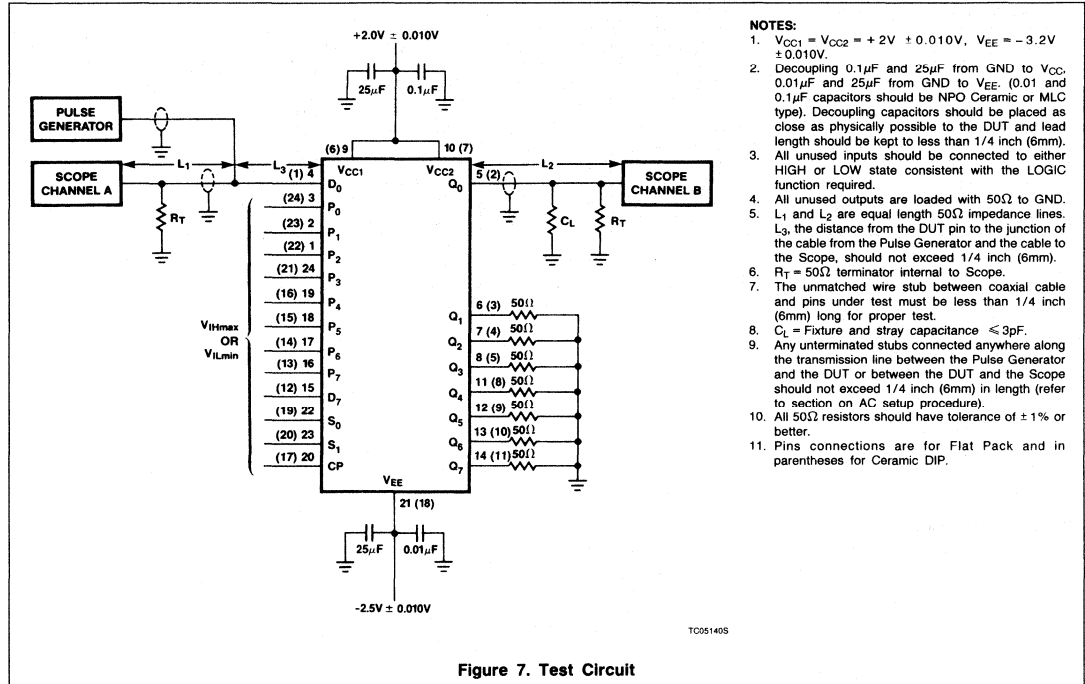 +2.0V ± 0.010V
25μF
0.1μF
PULSE
GENERATOR
SCOPE
CHANNEL A
L1
L3
RT
(6) 9
10 (7)
VCC1
VCC2
(1) 4
D0
5 (2)
Q0
L2
SCOPE
CHANNEL B
CL
RT
VIHmax
OR
VILmin
(24) 3
P0
(23) 2
P1
(22) 1
P2
(21) 24
P3
(16) 19
P4
(15) 18
P5
(14) 17
P6
(13) 16
P7
(12) 15
D7
(19) 22
S0
(20) 23
S1
(17) 20
CP
Q1
6 (3)
50Ω
Q2
7 (4)
50Ω
Q3
8 (5)
50Ω
Q4
11 (8)
50Ω
Q5
12 (9)
50Ω
Q6
13 (10)
50Ω
Q7
14 (11)
50Ω
VEE
21 (18)
25μF
0.01μF
-2.5V ± 0.010V
TC05140S
NOTES:
1. VCC1 = VCC2 = + 2V ± 0.010V, VEE = − 3.2V
± 0.010V.
2. Decoupling 0.1μF and 25μF from GND to VCC,
0.01μF and 25μF from GND to VEE. (0.01 and
0.1μF capacitors should be NPO Ceramic or MLC
type). Decoupling capacitors should be placed as
close as physically possible to the DUT and lead
length should be kept to less than 1/4 inch (6mm).
3. All unused inputs should be connected to either
HIGH or LOW state consistent with the LOGIC
function required.
4. All unused outputs are loaded with 50Ω to GND.
5. L1 and L2 are equal length 50Ω impedance lines.
L3, the distance from the DUT pin to the junction
of the cable from the Pulse Generator and the cable
to the Scope, should not exceed 1/4 inch (6mm).
6. RT = 50Ω terminator internal to Scope.
7. The unmatched wire stub between coaxial cable
and pins under test must be less than 1/4 inch
(6mm) long for proper test.
8. CL = Fixture and stray capacitance ⩽ 3pF.
9. Any unterminated stubs connected anywhere along
the transmission line between the Pulse Generator
and the DUT or between the DUT and the Scope
should not exceed 1/4 inch (6mm) in length (refer
to section on AC setup procedure).
10. All 50Ω resistors should have tolerance of ± 1% or
better.
11. Pins connections are for Flat Pack and in
parentheses for Ceramic DIP.
Figure 7. Test Circuit